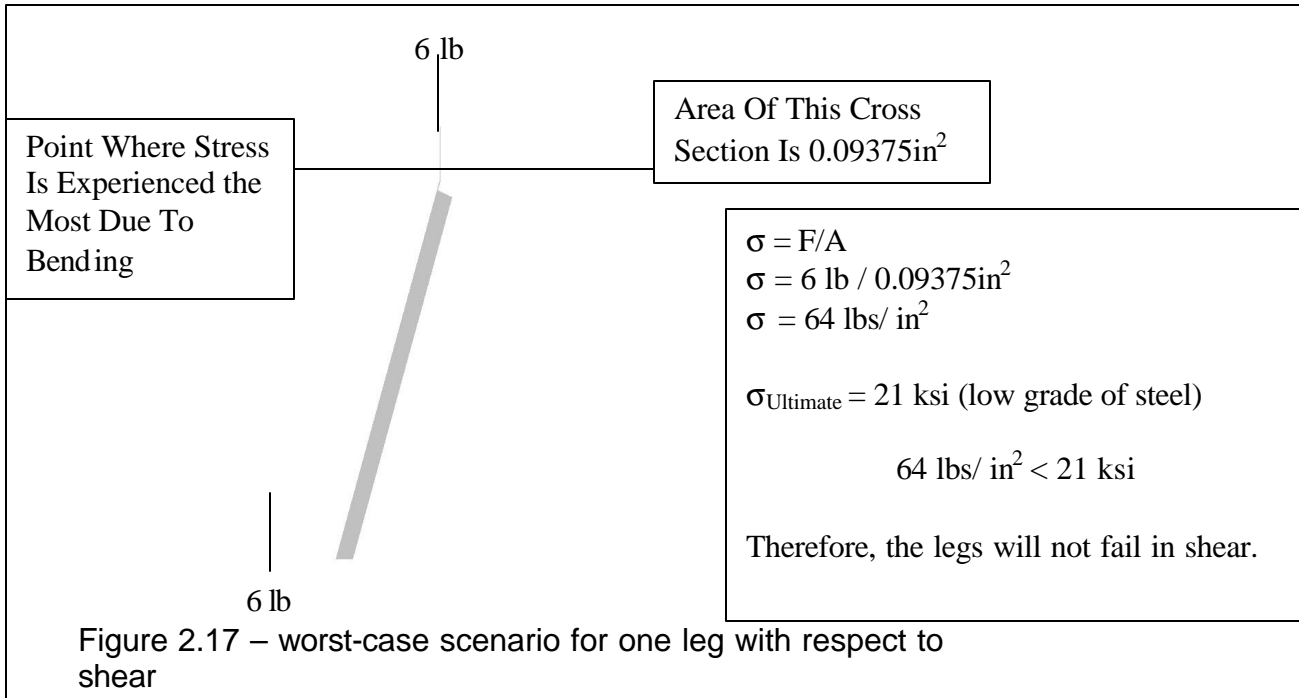 6 lb
Point Where Stress
Is Experienced the
Most Due To
Bending
Area Of This Cross
Section Is 0.09375in²
σ = F/A
σ = 6 lb / 0.09375in²
σ = 64 lbs/ in²
σUltimate = 21 ksi (low grade of steel)
64 lbs/ in² < 21 ksi
Therefore, the legs will not fail in shear.
6 lb
Figure 2.17 – worst-case scenario for one leg with respect to
shear